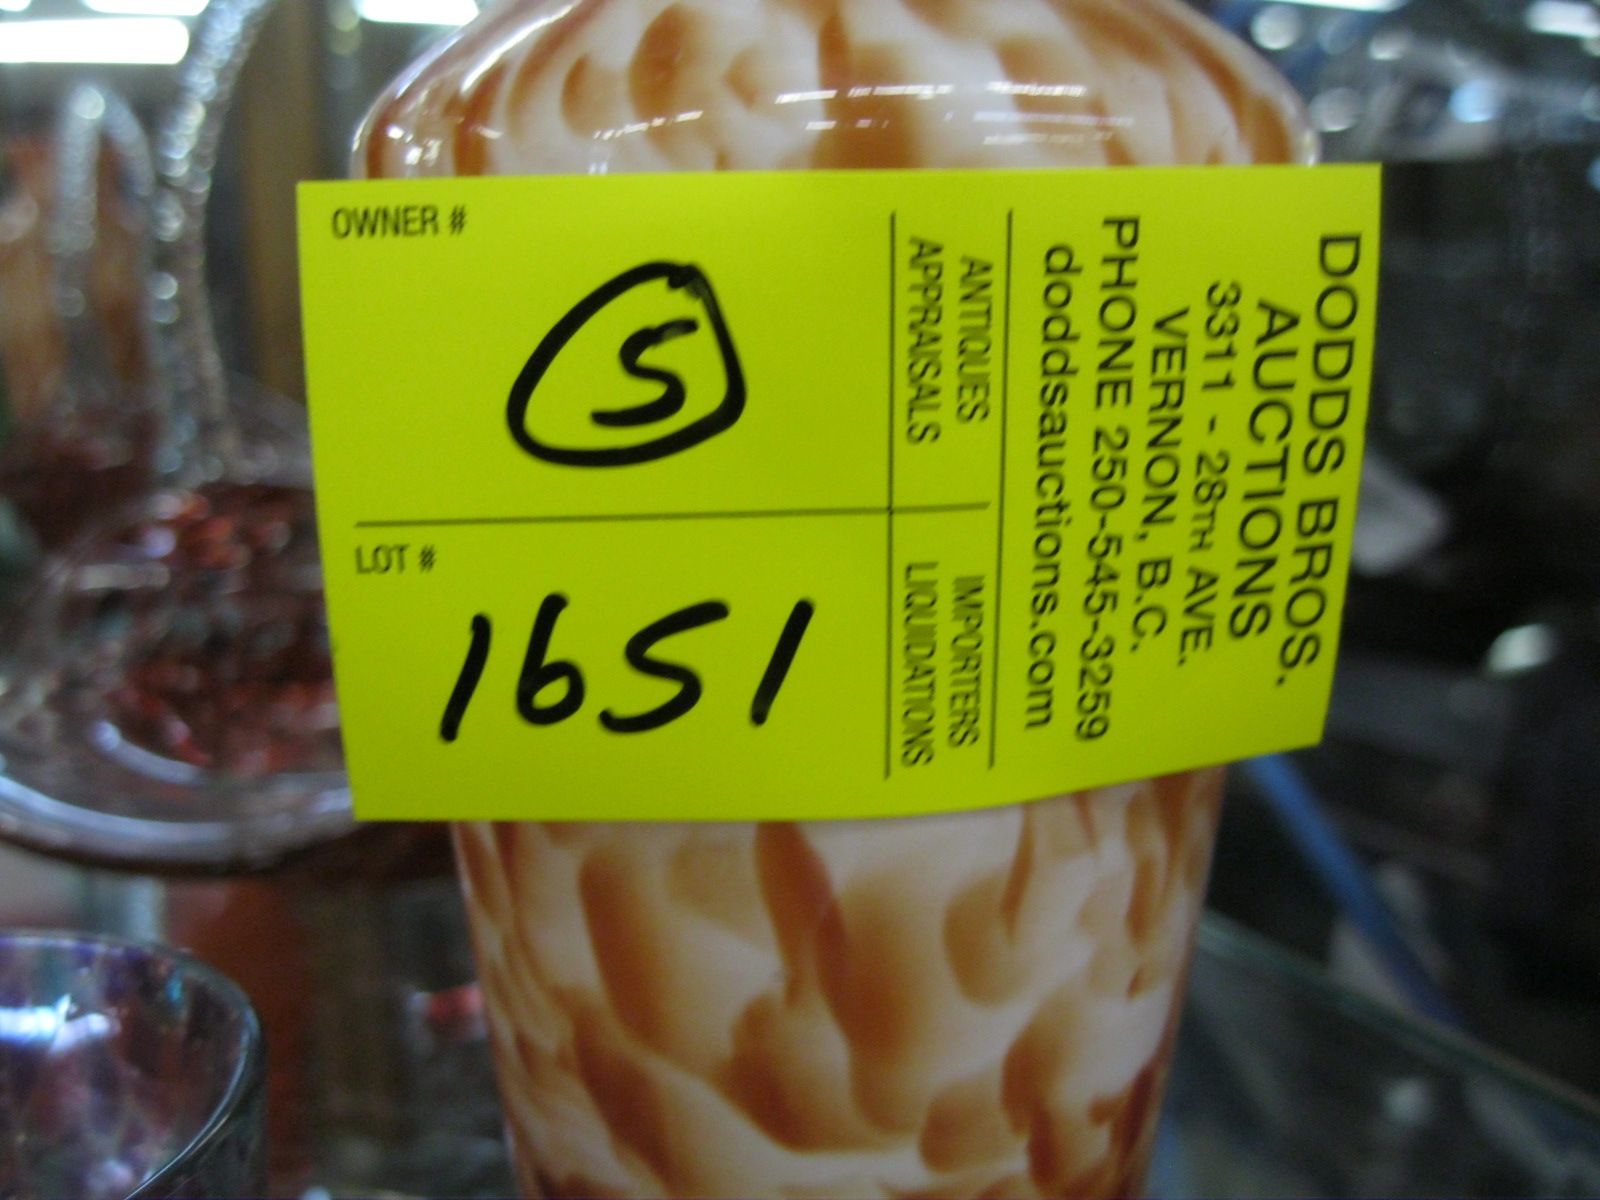 OWNER #
S
LOT #
1651
ANTIQUES
APPRAISALS
IMPORTERS
LIQUIDATIONS
DODDS BROS.
AUCTIONS
3311 - 28TH AVE.
VERNON, B.C.
PHONE 250-545-3259
doddsauctions.com